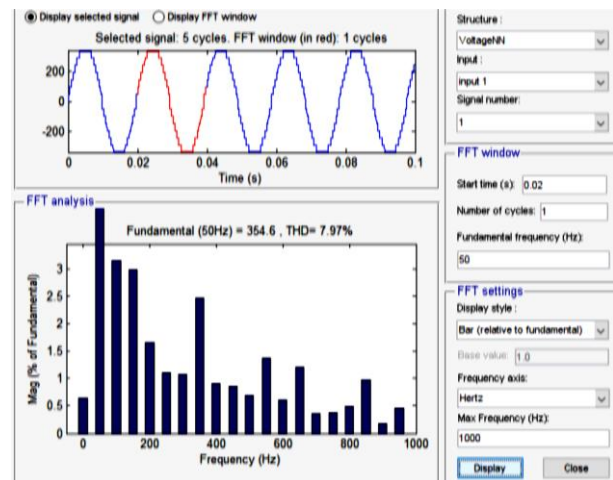 Display selected signal
Display FFT window
Selected signal: 5 cycles. FFT window (in red): 1 cycles
200
0
-200
0
0.02
0.04
0.06
0.08
0.1
Time (s)
FFT analysis
Fundamental (50Hz) = 354.6 , THD= 7.97%
Mag (% of Fundamental)
3
2.5
2
1.5
1
0.5
0
0
200
400
600
800
1000
Frequency (Hz)
Structure :
VoltageNN
Input :
input 1
Signal number:
1
FFT window
Start time (s): 0.02
Number of cycles: 1
Fundamental frequency (Hz):
50
FFT settings
Display style :
Bar (relative to fundamental)
Base value: 1.0
Frequency axis:
Hertz
Max Frequency (Hz):
1000
Display
Close